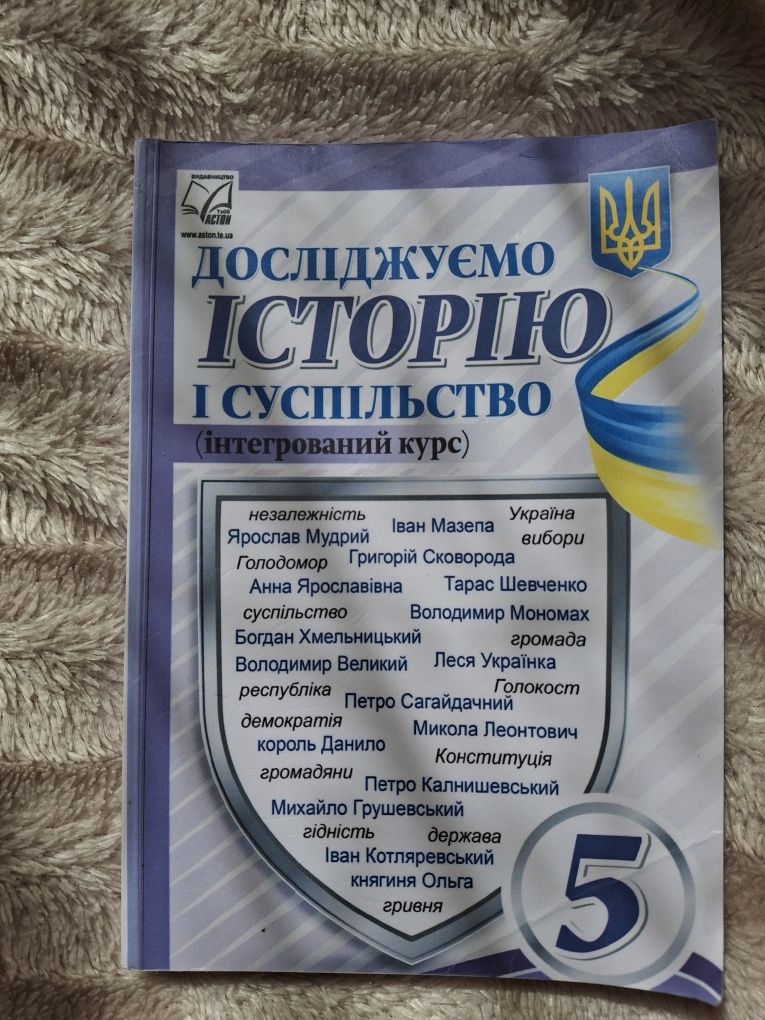 ВИДАВНИЦТВО
ТзОВ
АСТОН
www.aston.te.ua
ДОСЛІДЖУЄМО
ІСТОРІЮ
І СУСПІЛЬСТВО
(інтегрований курс)
незалежність
Іван Мазепа
Україна
Ярослав Мудрий
вибори
Голодомор
Григорій Сковорода
Анна Ярославівна
Тарас Шевченко
суспільство
Володимир Мономах
Богдан Хмельницький
громада
Володимир Великий
Леся Українка
республіка
Петро Сагайдачний
Голокост
демократія
Микола Леонтович
король Данило
Конституція
громадяни
Петро Калнишевський
Михайло Грушевський
гідність
держава
Іван Котляревський
княгиня Ольга
гривня
5